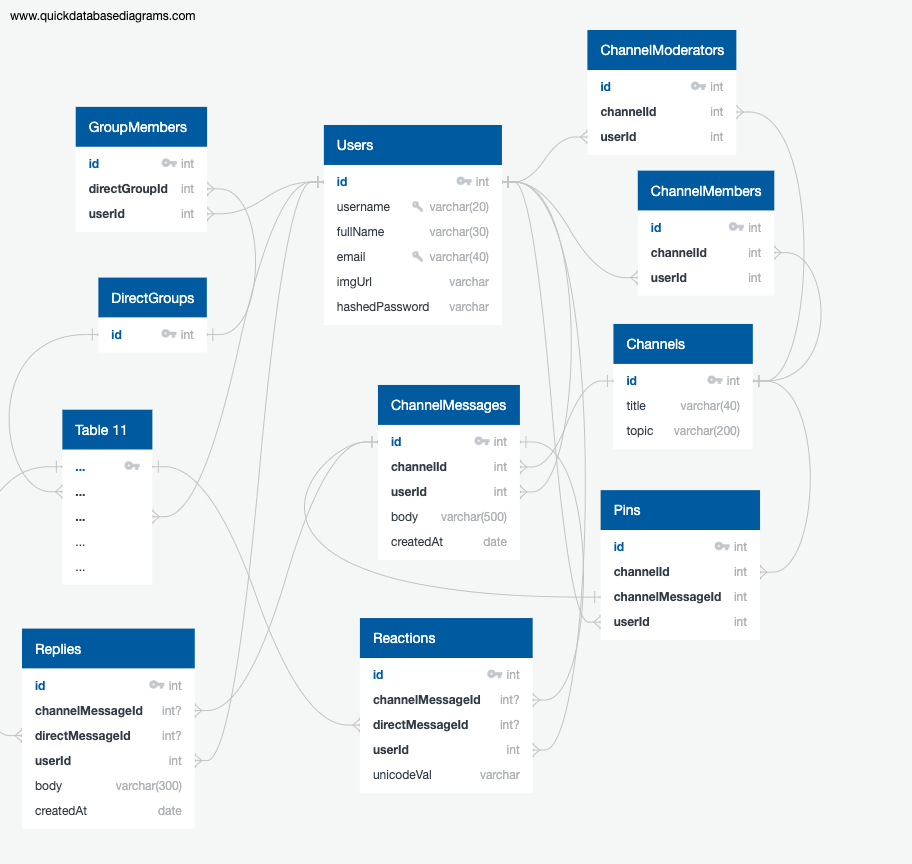 www.quickdatabasediagrams.com
ChannelModerators
id int
channelId int
userId int
GroupMembers
id int
directGroupId int
userId int
Users
id int
username varchar(20)
fullName varchar(30)
email varchar(40)
imgUrl varchar
hashedPassword varchar
ChannelMembers
id int
channelId int
userId int
DirectGroups
id int
Channels
id int
title varchar(40)
topic varchar(200)
ChannelMessages
id int
channelId int
userId int
body varchar(500)
createdAt date
Table 11
...
...
...
...
...
Pins
id int
channelId int
channelMessageId int
userId int
Replies
id int
channelMessageId int?
directMessageId int?
userId int
body varchar(300)
createdAt date
Reactions
id int
channelMessageId int?
directMessageId int?
userId int
unicodeVal varchar